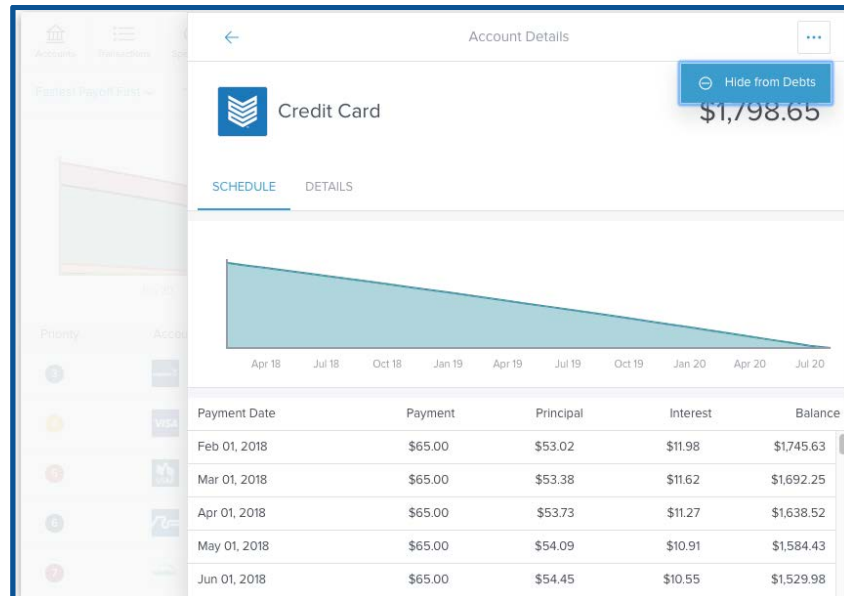 Account Details
...
Hide from Debts
Credit Card
$1,798.65
SCHEDULE DETAILS
Apr 18 Jul 18 Oct 18 Jan 19 Apr 19 Jul 19 Oct 19 Jan 20 Apr 20 Jul 20
Payment Date Payment Principal Interest Balance
Feb 01, 2018 $65.00 $53.02 $11.98 $1,745.63
Mar 01, 2018 $65.00 $53.38 $11.62 $1,692.25
Apr 01, 2018 $65.00 $53.73 $11.27 $1,638.52
May 01, 2018 $65.00 $54.09 $10.91 $1,584.43
Jun 01, 2018 $65.00 $54.45 $10.55 $1,529.98
Accounts
Fastest Payoff First
Priority
VISA